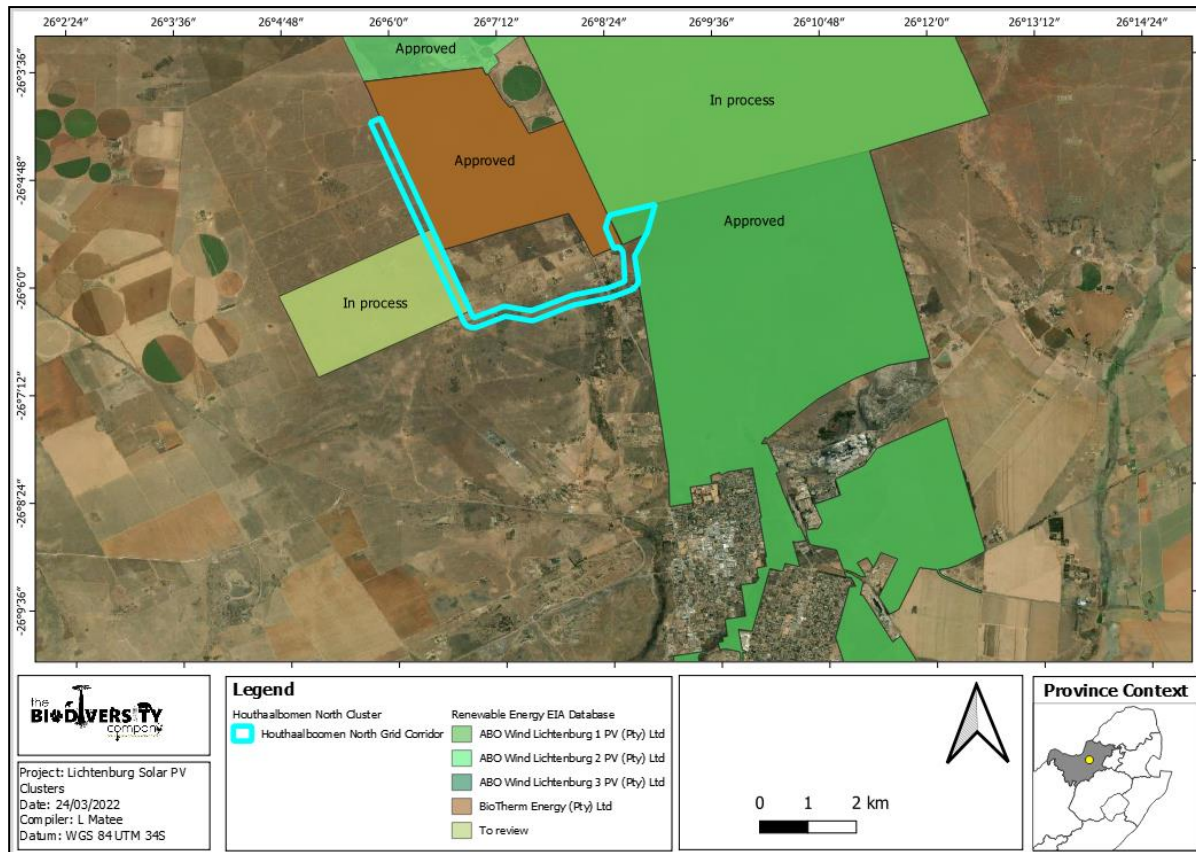 26°2'24" 26°3'36" 26°4'48" 26°6'0" 26°7'12" 26°8'24" 26°9'36" 26°10'48" 26°12'0" 26°13'12" 26°14'24"
-26°3'36"
-26°4'48"
-26°6'0"
-26°7'12"
-26°8'24"
-26°9'36"
Approved
In process
Approved
Approved
In process
the
BIODIVERSITY
company
Project: Lichtenburg Solar PV
Clusters
Date: 24/03/2022
Compiler: L Matee
Datum: WGS 84 UTM 34S
Legend
Houthaalbomen North Cluster
Houthaalboomen North Grid Corridor
Renewable Energy EIA Database
ABO Wind Lichtenburg 1 PV (Pty) Ltd
ABO Wind Lichtenburg 2 PV (Pty) Ltd
ABO Wind Lichtenburg 3 PV (Pty) Ltd
BioTherm Energy (Pty) Ltd
To review
0 1 2 km
Province Context